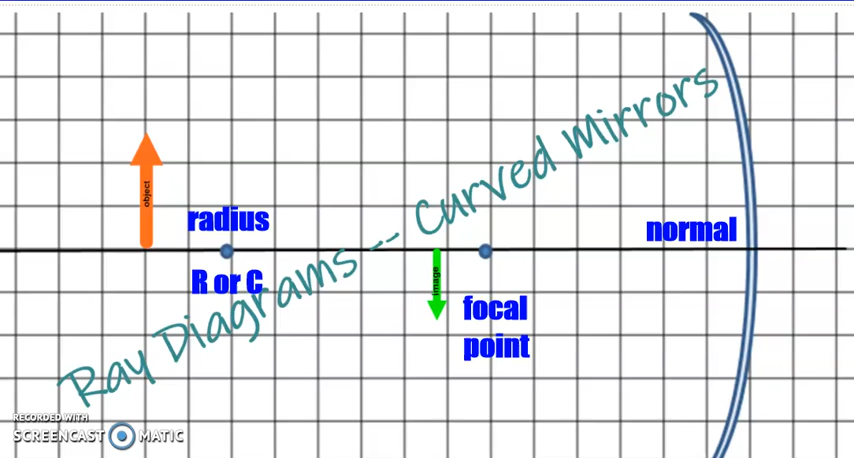 Ray Diagrams -- Curved Mirrors
object
radius
R or C
normal
image
focal
point
RECORDED WITH
SCREENCAST MATIC